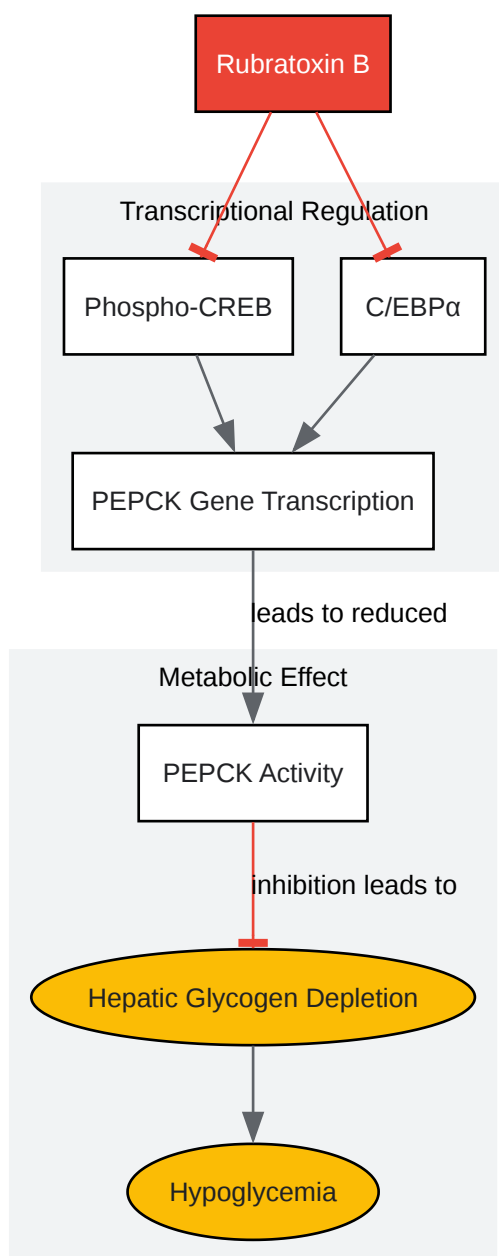 Rubratoxin B
Transcriptional Regulation
Phospho-CREB
C/EBPα
PEPCK Gene Transcription
leads to reduced
Metabolic Effect
PEPCK Activity
inhibition leads to
Hepatic Glycogen Depletion
Hypoglycemia